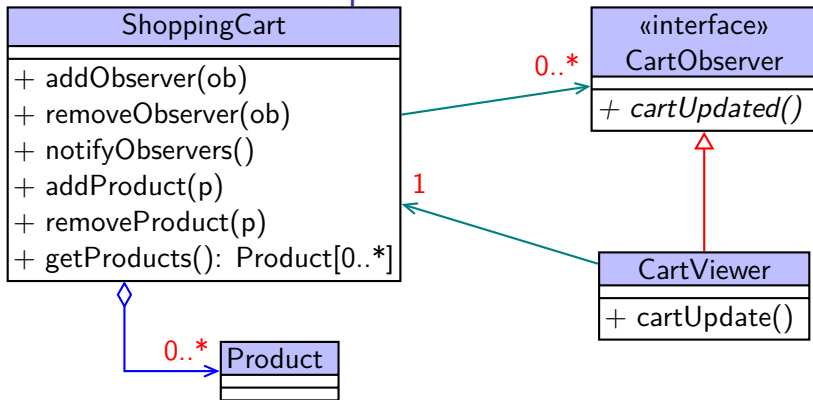 ShoppingCart
+ addObserver(ob)
+ removeObserver(ob)
+ notifyObservers()
+ addProduct(p)
+ removeProduct(p)
+ getProducts(): Product[0..*]
0..*
«interface»
CartObserver
+ cartUpdated()
1
CartViewer
+ cartUpdate()
0..*
Product